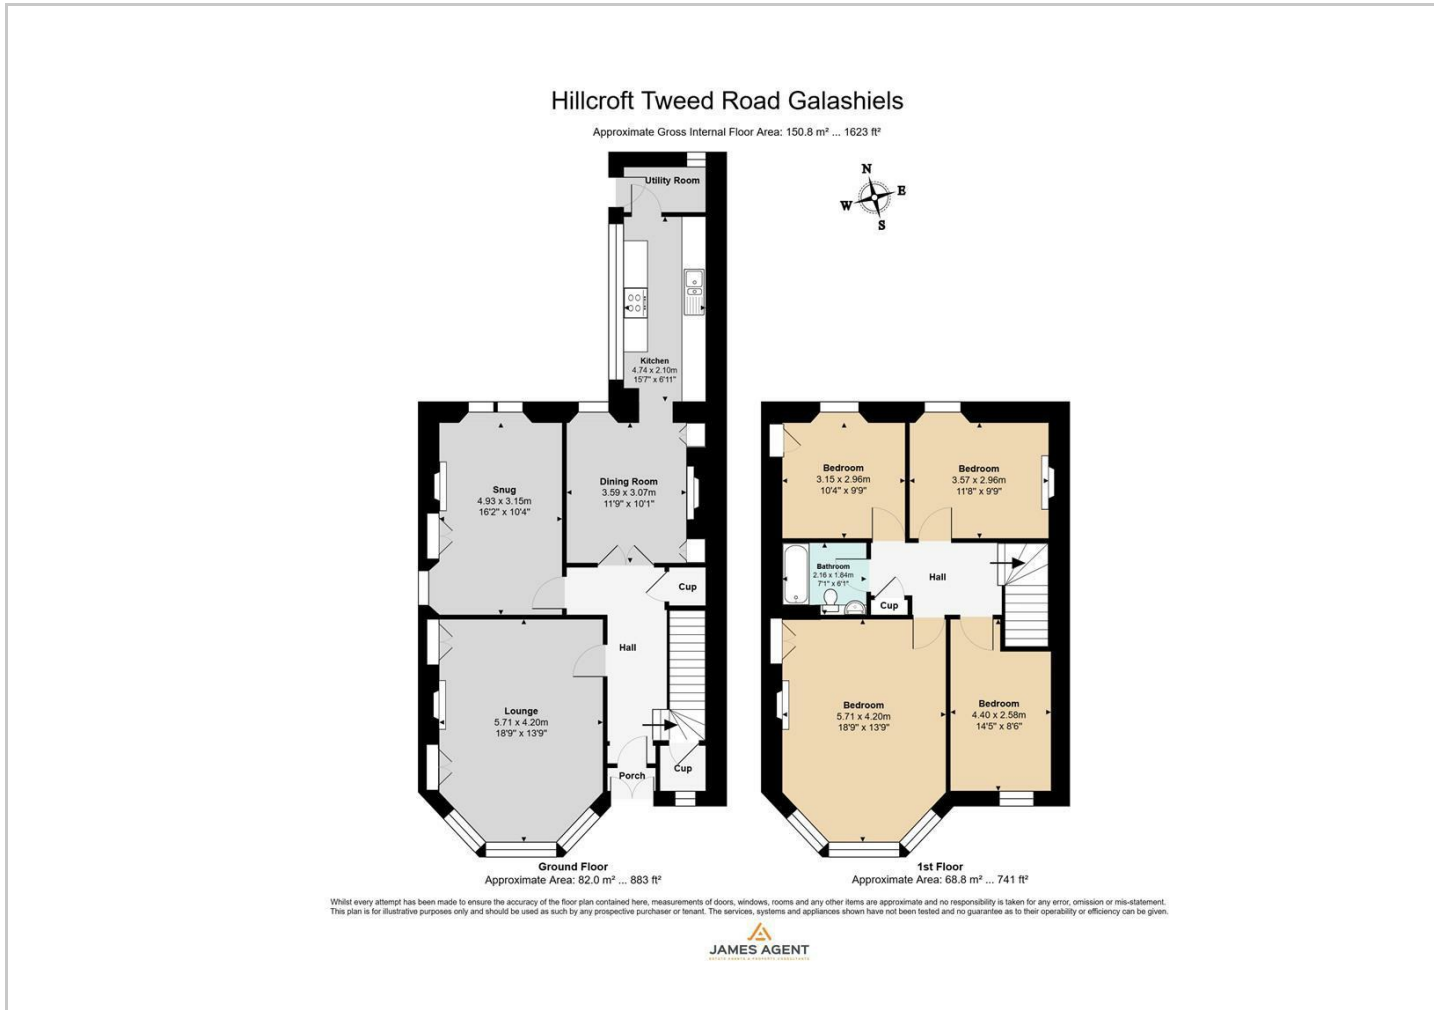 Hillcroft Tweed Road Galashiels
Approximate Gross Internal Floor Area: 150.8 m² ... 1623 ft²
N
E
W
S
Utility Room
Kitchen
4.74 x 2.10m
15'7" x 6'11"
Snug
4.93 x 3.15m
16'2" x 10'4"
Dining Room
3.59 x 3.07m
11'9" x 10'1"
Cup
Hall
Lounge
5.71 x 4.20m
18'9" x 13'9"
Porch
Cup
Ground Floor
Approximate Area: 82.0 m² ... 883 ft²
Bedroom
3.15 x 2.96m
10'4" x 9'9"
Bedroom
3.57 x 2.96m
11'8" x 9'9"
Bathroom
2.16 x 1.84m
7'1" x 6'1"
Hall
Cup
Bedroom
5.71 x 4.20m
18'9" x 13'9"
Bedroom
4.40 x 2.58m
14'5" x 8'6"
1st Floor
Approximate Area: 68.8 m² ... 741 ft²
Whilst every attempt has been made to ensure the accuracy of the floor plan contained here, measurements of doors, windows, rooms and any other items are approximate and no responsibility is taken for any error, omission or mis-statement.
This plan is for illustrative purposes only and should be used as such by any prospective purchaser or tenant. The services, systems and appliances shown have not been tested and no guarantee as to their operability or efficiency can be given.
JAMES AGENT
ESTATE AGENTS & PROPERTY CONSULTANTS